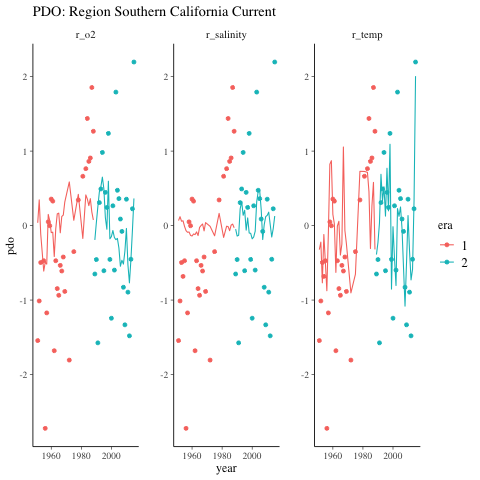 PDO: Region Southern California Current
r_o2 r_salinity r_temp
2
1
0
-1
-2
pdo
1960 1980 2000 1960 1980 2000 1960 1980 2000
year
era
1
2